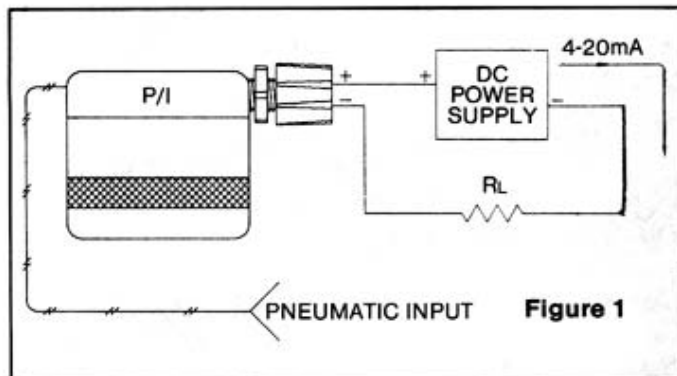 4-20mA
P/I
+
−
+
DC
POWER
SUPPLY
−
RL
PNEUMATIC INPUT
Figure 1